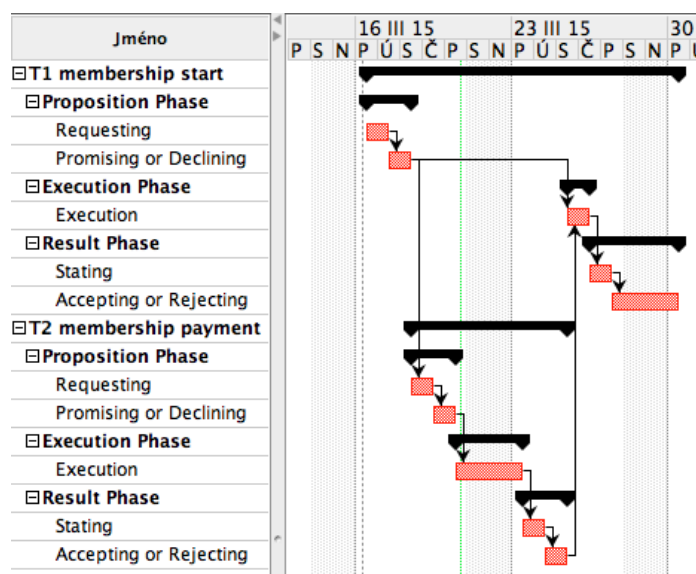 Jméno
16 III 15 23 III 15 30
P S N P Ú S Č P S N P Ú S Č P S N P
T1 membership start
Proposition Phase
Requesting
Promising or Declining
Execution Phase
Execution
Result Phase
Stating
Accepting or Rejecting
T2 membership payment
Proposition Phase
Requesting
Promising or Declining
Execution Phase
Execution
Result Phase
Stating
Accepting or Rejecting